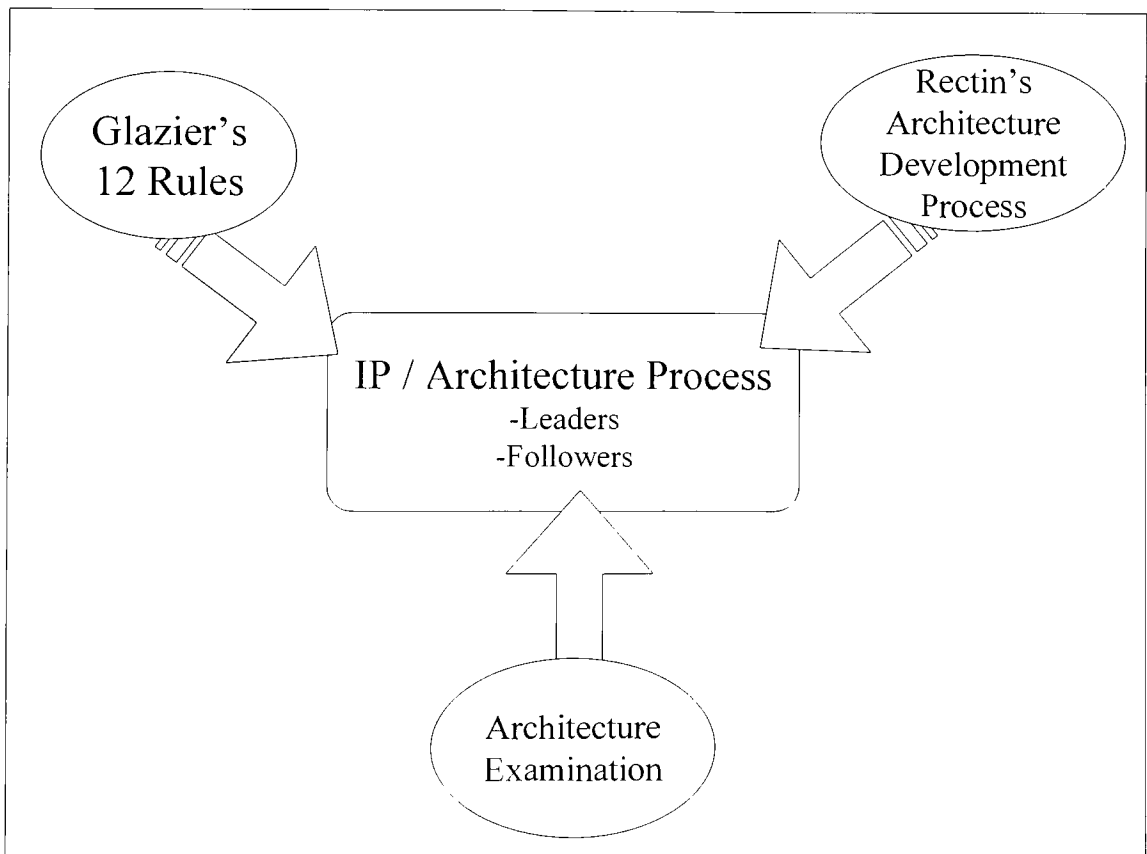 Glazier's
12 Rules
Rectin's
Architecture
Development
Process
IP / Architecture Process
-Leaders
-Followers
Architecture
Examination